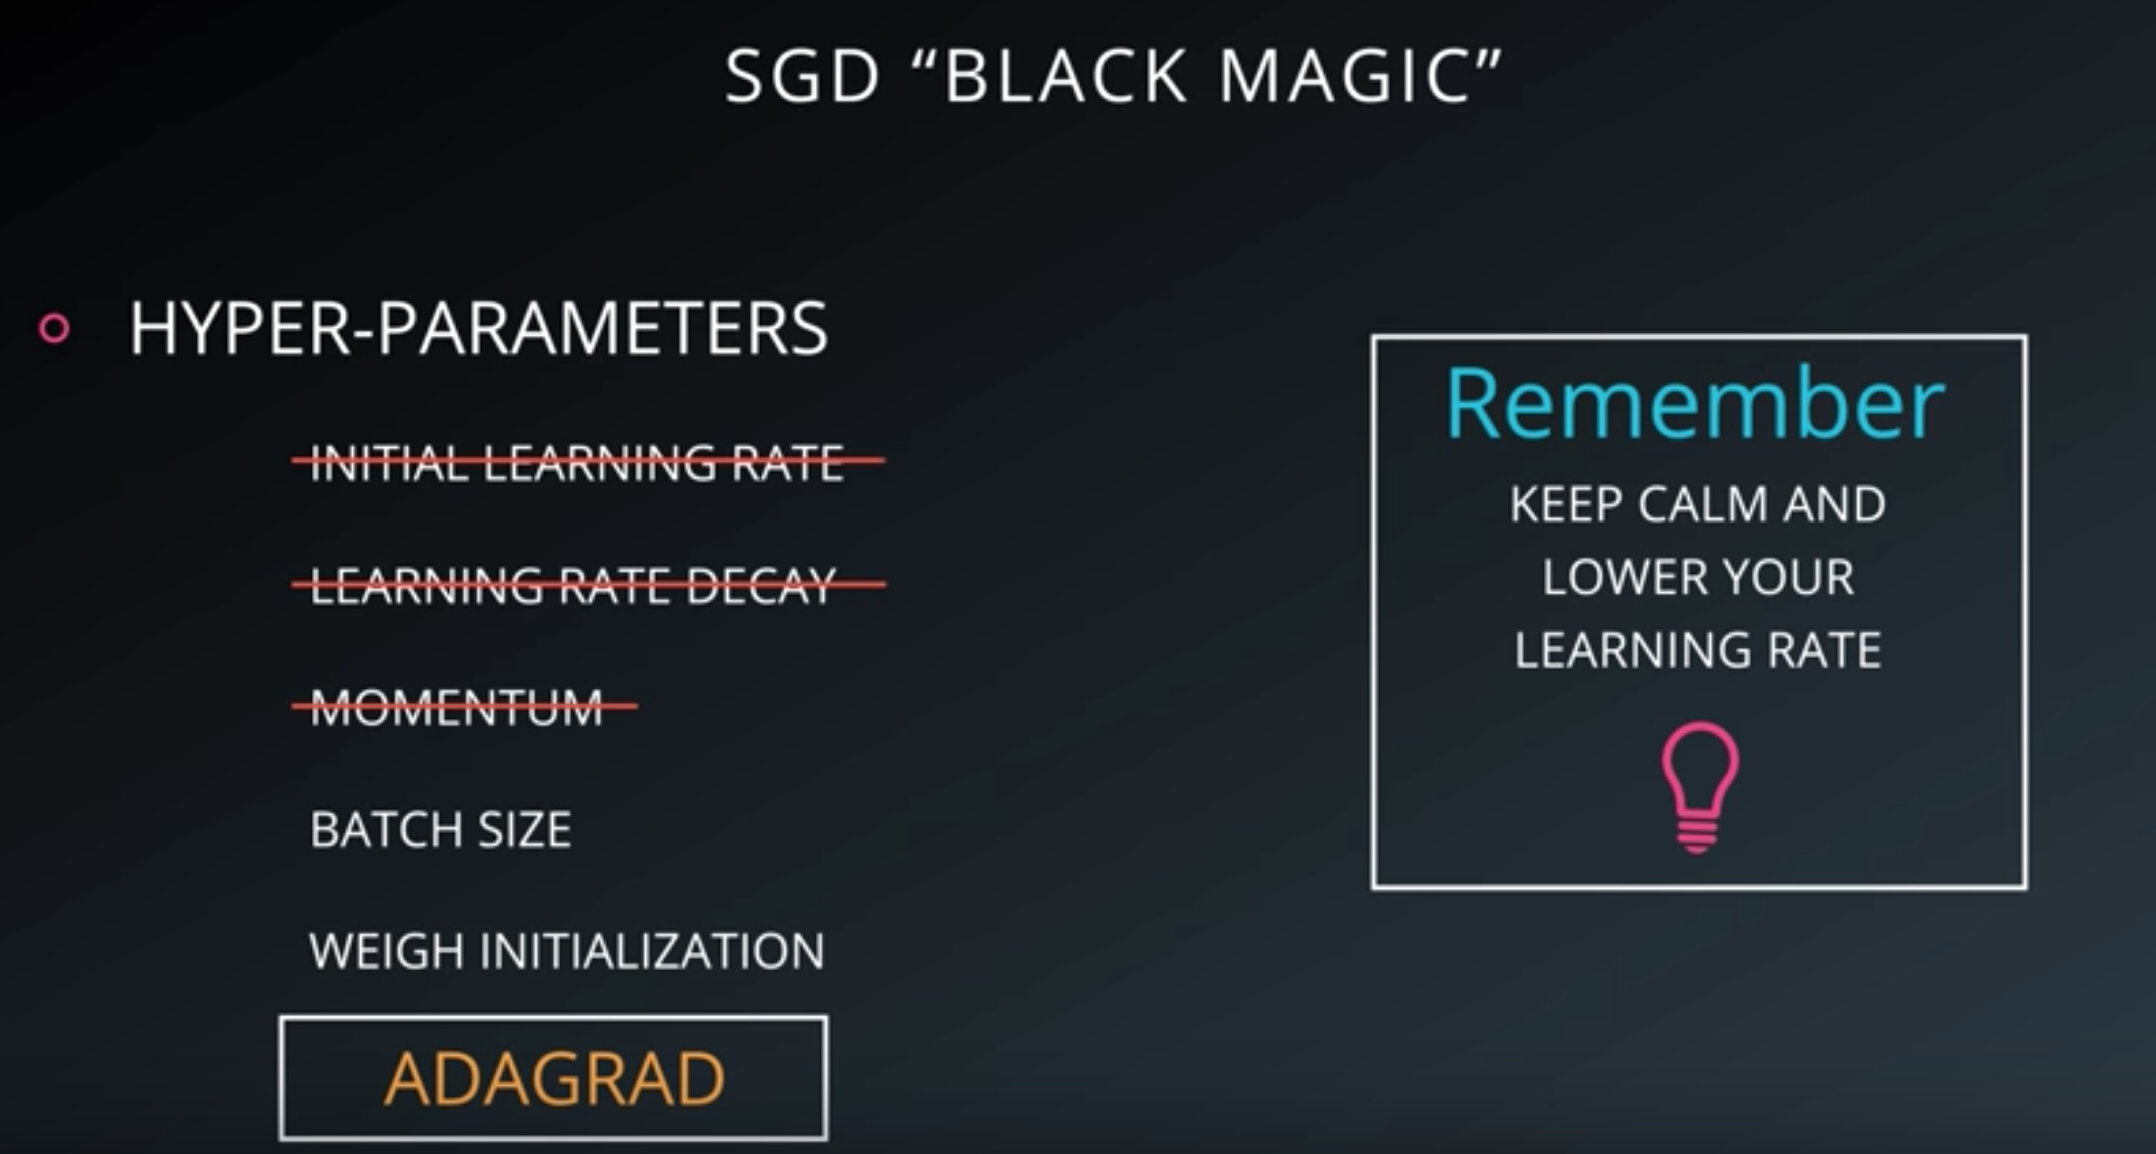 SGD “BLACK MAGIC”
HYPER-PARAMETERS
INITIAL LEARNING RATE
LEARNING RATE DECAY
MOMENTUM
BATCH SIZE
WEIGH INITIALIZATION
ADAGRAD
Remember
KEEP CALM AND
LOWER YOUR
LEARNING RATE